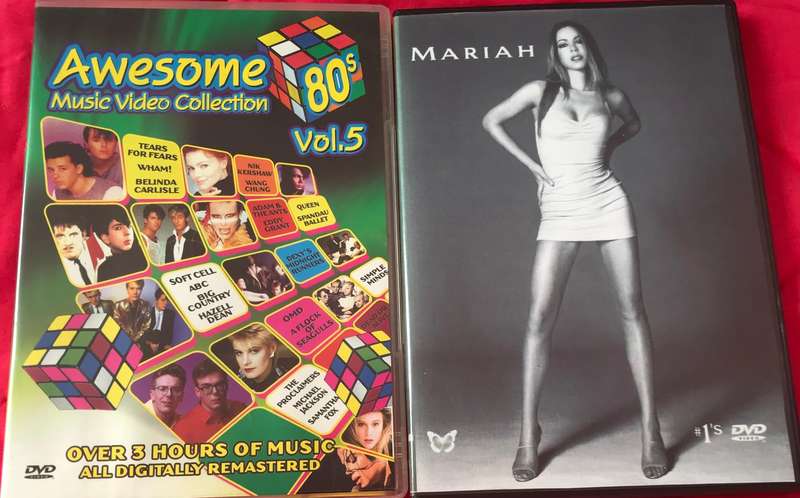 Awesome
Music Video Collection
80s
Vol.5
TEARS
FOR FEARS
WHAM!
BELINDA
CARLISLE
NIK
KERSHAW
WANG
CHUNG
ADAM &
THE ANTS
EDDY
GRANT
QUEEN
SPANDAU
BALLET
SOFT CELL
ABC
BIG
COUNTRY
HAZELL
DEAN
DEXY'S
MIDNIGHT
RUNNERS
SIMPLE
MINDS
OMD
A FLOCK
OF
SEAGULLS
THE
PROCLAIMERS
MICHAEL
JACKSON
SAMANTHA
FOX
OVER 3 HOURS OF MUSIC
ALL DIGITALLY REMASTERED
DVD
VIDEO
MARIAH
#1'S
DVD
VIDEO